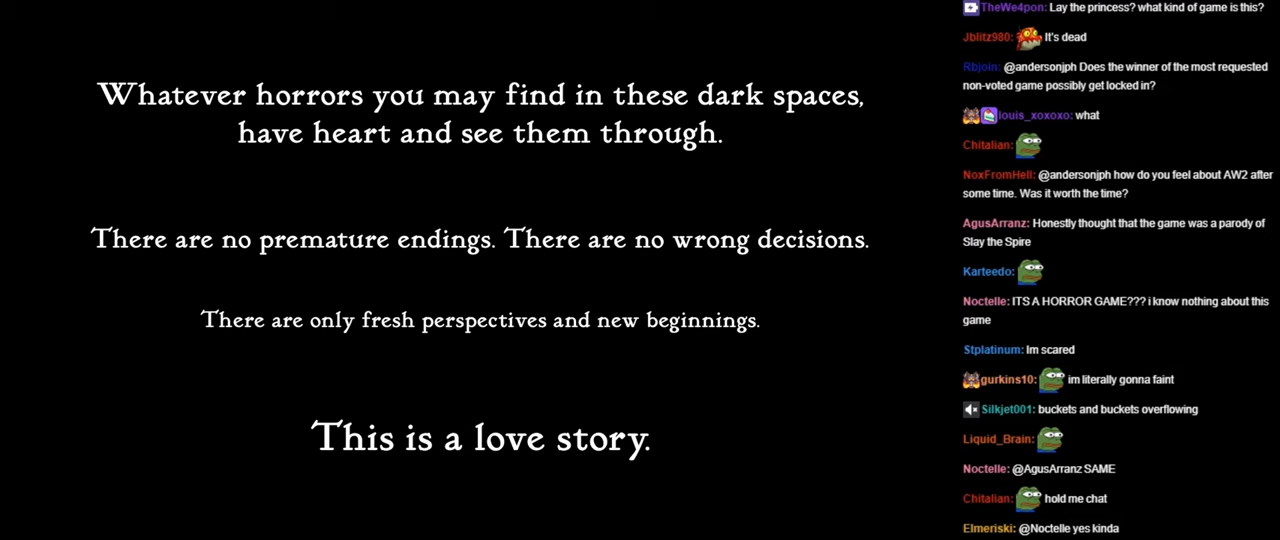 Whatever horrors you may find in these dark spaces,
have heart and see them through.
There are no premature endings. There are no wrong decisions.
There are only fresh perspectives and new beginnings.
This is a love story.
TheWe4pon: Lay the princess? what kind of game is this?
Jblitz980: It's dead
Rbjoin: @andersonjph Does the winner of the most requested
non-voted game possibly get locked in?
louis_xoxoxo: what
Chitalian:
NoxFromHell: @andersonjph how do you feel about AW2 after
some time. Was it worth the time?
AgusArranz: Honestly thought that the game was a parody of
Slay the Spire
Karteedo:
Noctelle: ITS A HORROR GAME??? i know nothing about this
game
Stplatinum: Im scared
gurkins10: im literally gonna faint
Silkjet001: buckets and buckets overflowing
Liquid_Brain:
Noctelle: @AgusArranz SAME
Chitalian: hold me chat
Elmeriski: @Noctelle yes kinda